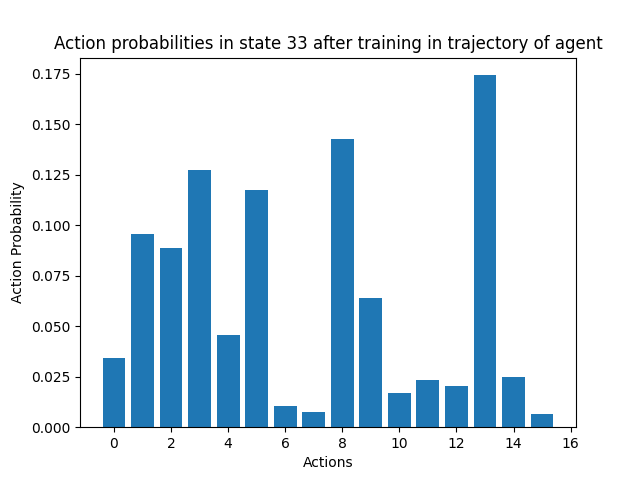 Action probabilities in state 33 after training in trajectory of agent
0.175
0.150
0.125
0.100
0.075
0.050
0.025
0.000
Action Probability
0 2 4 6 8 10 12 14 16
Actions